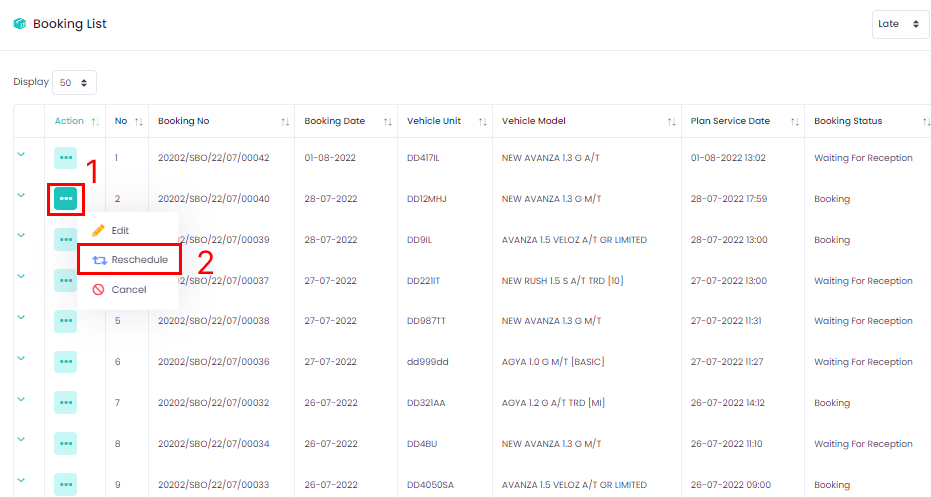 Booking List
Late
Display 50
Action No Booking No Booking Date Vehicle Unit Vehicle Model Plan Service Date Booking Status
1
1 20202/SBO/22/07/00042 01-08-2022 DD417IL NEW AVANZA 1.3 G A/T 01-08-2022 13:02 Waiting For Reception
2 20202/SBO/22/07/00040 28-07-2022 DD12MHJ NEW AVANZA 1.3 G M/T 28-07-2022 17:59 Booking
Edit
2/SBO/22/07/00039 28-07-2022 DD9IL AVANZA 1.5 VELOZ A/T GR LIMITED 28-07-2022 13:00 Booking
Reschedule
2
2/SBO/22/07/00037 27-07-2022 DD221IT NEW RUSH 1.5 S A/T TRD [10] 27-07-2022 13:00 Waiting For Reception
Cancel
5 20202/SBO/22/07/00038 27-07-2022 DD987TT NEW AVANZA 1.3 G M/T 27-07-2022 11:31 Waiting For Reception
6 20202/SBO/22/07/00036 27-07-2022 dd999dd AGYA 1.0 G M/T [BASIC] 27-07-2022 11:27 Waiting For Reception
7 20202/SBO/22/07/00032 26-07-2022 DD321AA AGYA 1.2 G A/T TRD [MI] 26-07-2022 14:12 Booking
8 20202/SBO/22/07/00034 26-07-2022 DD4BU NEW AVANZA 1.3 G M/T 26-07-2022 11:10 Waiting For Reception
9 20202/SBO/22/07/00033 26-07-2022 DD4050SA AVANZA 1.5 VELOZ A/T GR LIMITED 26-07-2022 09:00 Booking